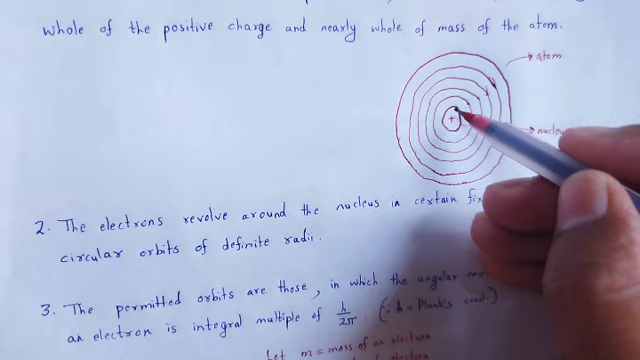 whole of the positive charge and nearly whole of mass of the atom.
atom
+
2. The electrons revolve around the nucleus in certain
circular orbits of definite radii.
3. The permitted orbits are those, in which the angular
an electron is integral multiple of h/2π. (∵ h = Plank's const.)
Let m = mass of an electron